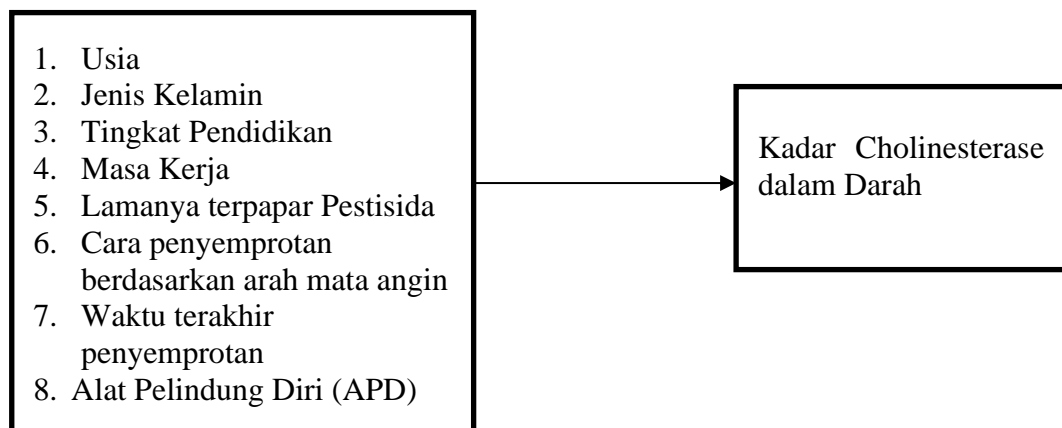 1. Usia
2. Jenis Kelamin
3. Tingkat Pendidikan
4. Masa Kerja
5. Lamanya terpapar Pestisida
6. Cara penyemprotan
berdasarkan arah mata angin
7. Waktu terakhir
penyemprotan
8. Alat Pelindung Diri (APD)
Kadar Cholinesterase
dalam Darah